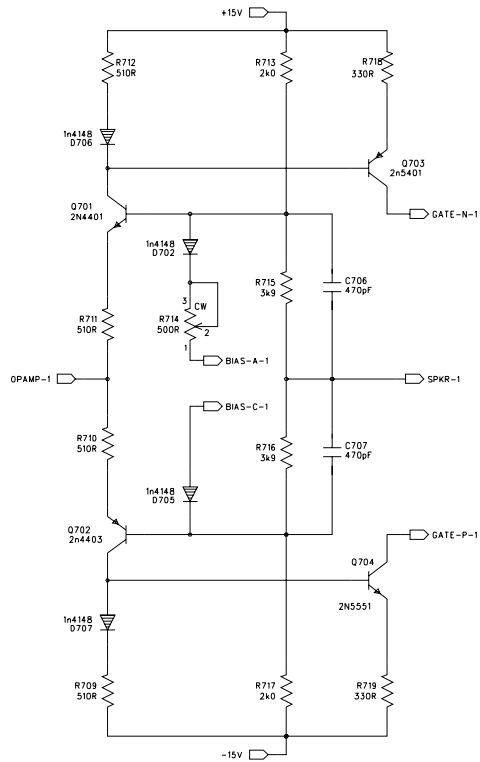 +15V
R712
510R
R713
2k0
R718
330R
1n4148
D706
Q703
2n5401
Q701
2N4401
GATE-N-1
1n4148
D702
CW
3
R714
500R
2
1
R715
3k9
C706
470pF
R711
510R
BIAS-A-1
OPAMP-1
SPKR-1
BIAS-C-1
R710
510R
R716
3k9
C707
470pF
1n4148
D705
Q702
2n4403
GATE-P-1
Q704
2N5551
1n4148
D707
R709
510R
R717
2k0
R719
330R
-15V